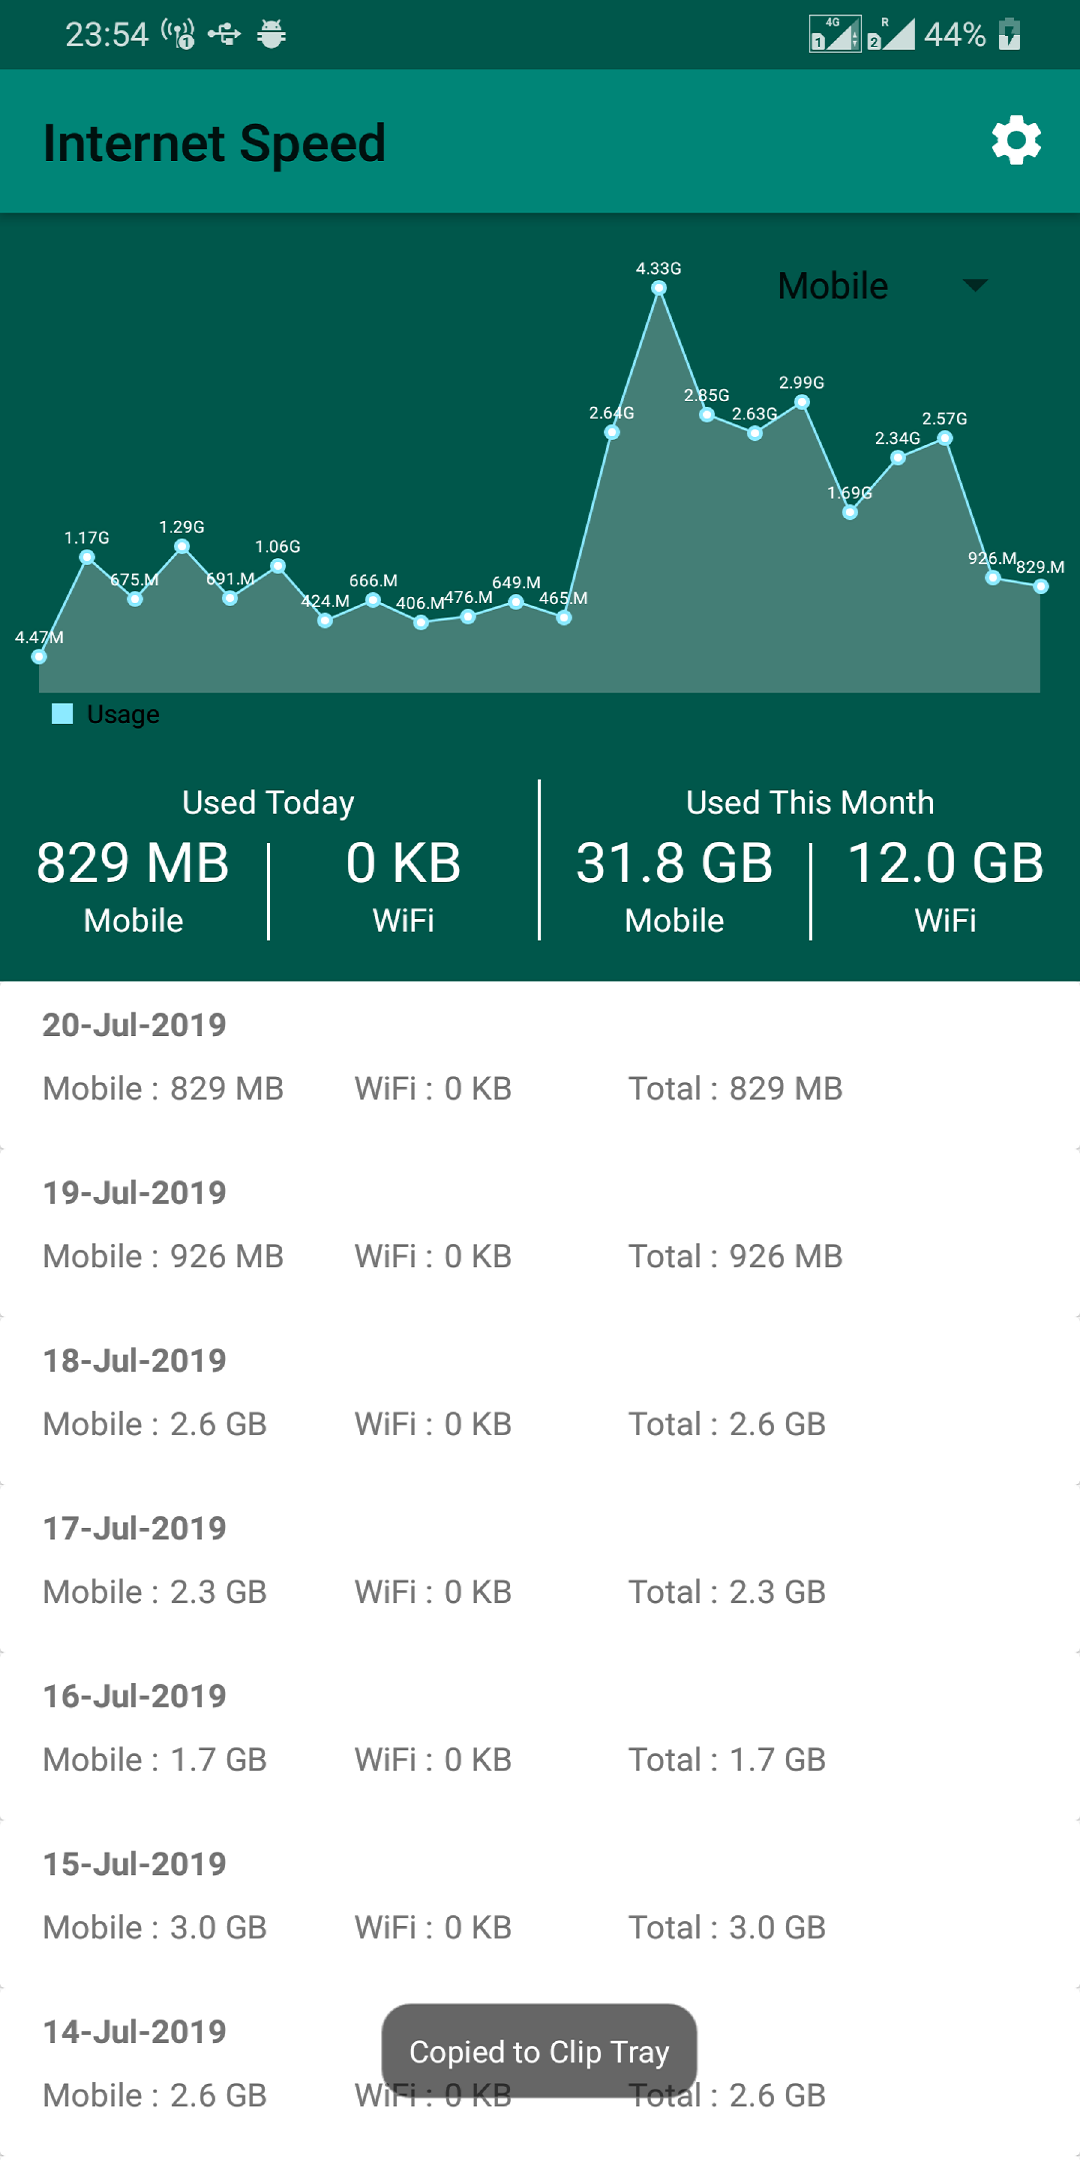 23:54 1 4G 1 R 2 44%
Internet Speed
Mobile
4.33G
2.99G
2.85G
2.64G 2.63G
2.57G
2.34G
1.69G
1.29G
1.17G
1.06G
926.M
829.M
675.M 691.M 666.M 649.M
424.M 406.M 476.M 465.M
4.47M
Usage
Used Today Used This Month
829 MB 0 KB 31.8 GB 12.0 GB
Mobile WiFi Mobile WiFi
20-Jul-2019
Mobile : 829 MB WiFi : 0 KB Total : 829 MB
19-Jul-2019
Mobile : 926 MB WiFi : 0 KB Total : 926 MB
18-Jul-2019
Mobile : 2.6 GB WiFi : 0 KB Total : 2.6 GB
17-Jul-2019
Mobile : 2.3 GB WiFi : 0 KB Total : 2.3 GB
16-Jul-2019
Mobile : 1.7 GB WiFi : 0 KB Total : 1.7 GB
15-Jul-2019
Mobile : 3.0 GB WiFi : 0 KB Total : 3.0 GB
14-Jul-2019
Copied to Clip Tray
Mobile : 2.6 GB WiFi : 0 KB Total : 2.6 GB